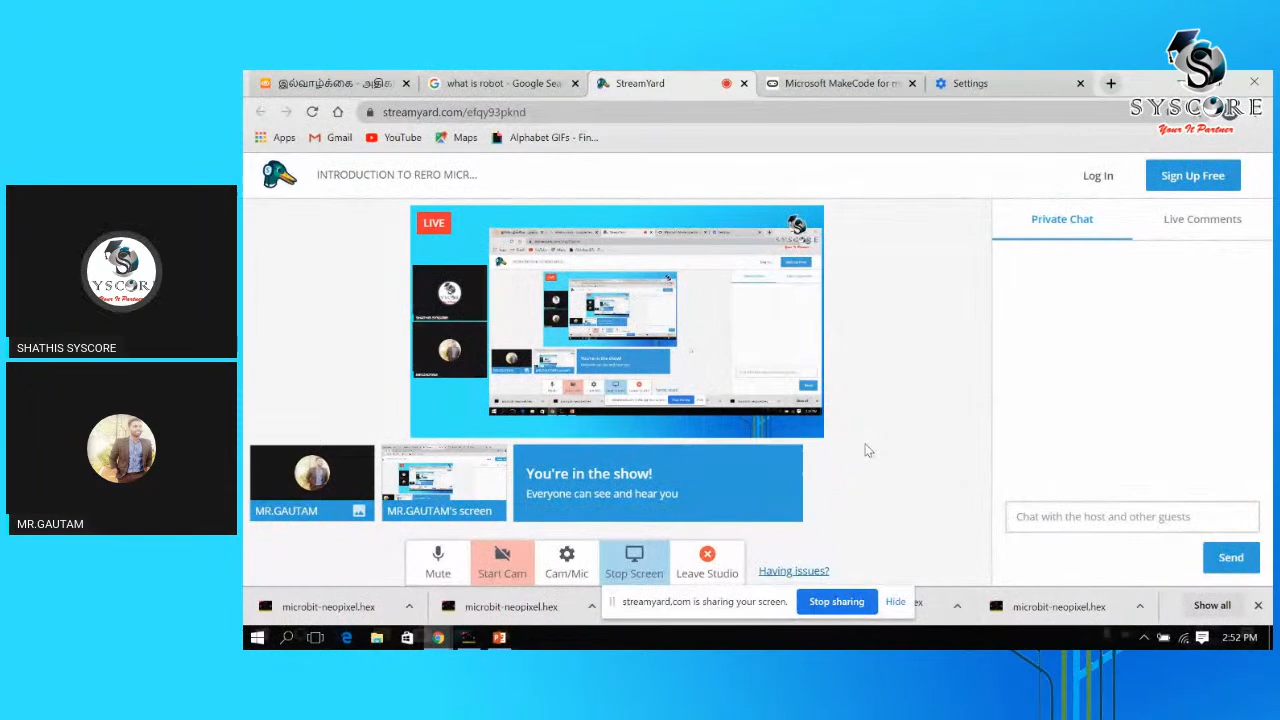 SYSCORE
Your It Partner
இல்வாழ்க்கை - அதிக
what is robot - Google Sea
StreamYard
Microsoft MakeCode for m
Settings
streamyard.com/efqy93pknd
Apps
Gmail
YouTube
Maps
Alphabet GIFs - Fin...
INTRODUCTION TO RERO MICR...
Log In
Sign Up Free
LIVE
Private Chat
Live Comments
SHATHIS SYSCORE
MR.GAUTAM
You're in the show!
Everyone can see and hear you
MR.GAUTAM
MR.GAUTAM's screen
Chat with the host and other guests
Send
Mute
Start Cam
Cam/Mic
Stop Screen
Leave Studio
Having issues?
streamyard.com is sharing your screen.
Stop sharing
Hide
microbit-neopixel.hex
microbit-neopixel.hex
ex
microbit-neopixel.hex
Show all
2:52 PM